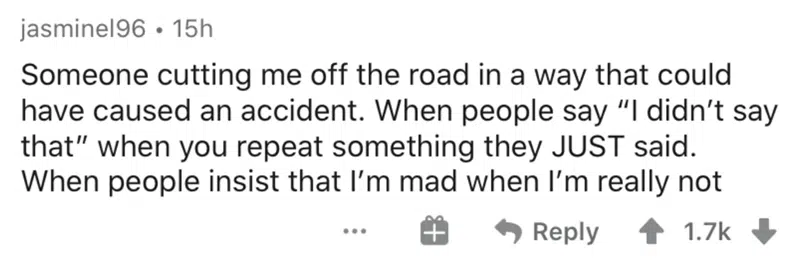 jasminel96 • 15h
Someone cutting me off the road in a way that could
have caused an accident. When people say “I didn’t say
that” when you repeat something they JUST said.
When people insist that I’m mad when I’m really not
... Reply 1.7k